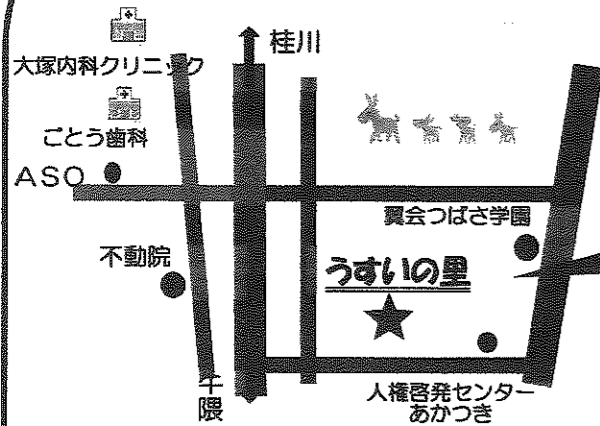 桂川
大塚内科クリニック
ごとう歯科
ASO
翼会つばさ学園
不動院
うすいの里
千隈
人権啓発センター
あかつき